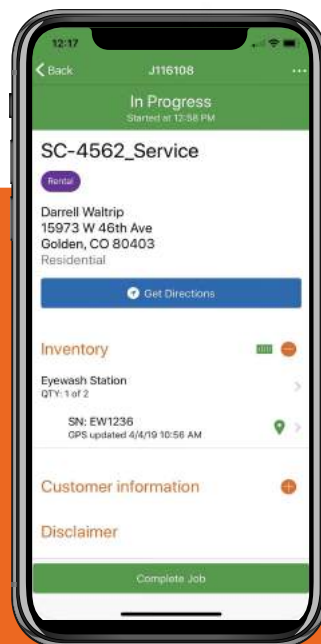 12:17
Back J116108 ...
In Progress
Started at 12:58 PM
SC-4562_Service
Rental
Darrell Waltrip
15973 W 46th Ave
Golden, CO 80403
Residential
Get Directions
Inventory
Eyewash Station
QTY: 1 of 2
SN: EW1236
GPS updated 4/4/19 10:56 AM
Customer information
Disclaimer
Complete Job